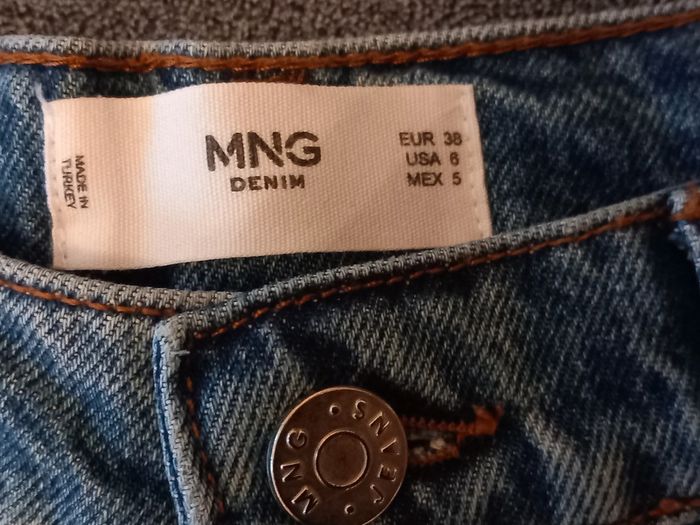 MNG
DENIM
EUR 38
USA 6
MEX 5
MADE IN
TURKEY
MNG · JEANS ·